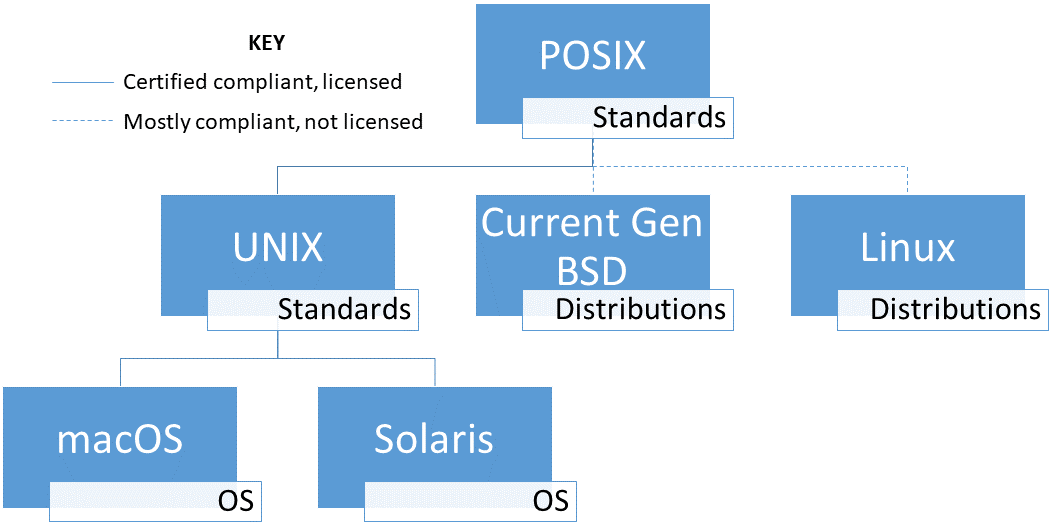 KEY
Certified compliant, licensed
Mostly compliant, not licensed
POSIX
Standards
UNIX
Standards
Current Gen
BSD
Distributions
Linux
Distributions
macOS
OS
Solaris
OS